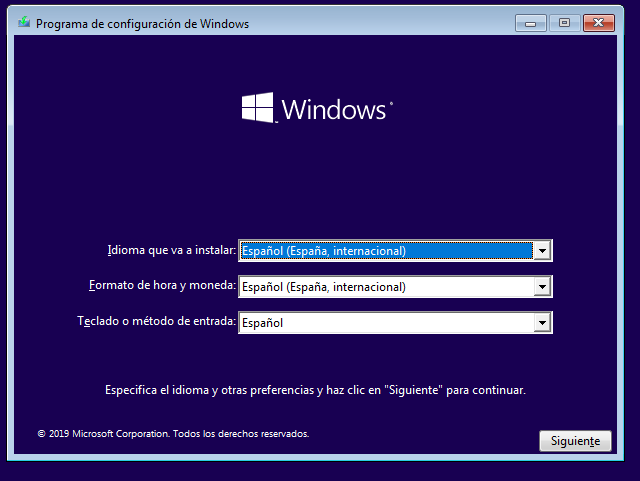 Programa de configuración de Windows
Windows
Idioma que va a instalar: Español (España, internacional)
Formato de hora y moneda: Español (España, internacional)
Teclado o método de entrada: Español
Especifica el idioma y otras preferencias y haz clic en "Siguiente" para continuar.
© 2019 Microsoft Corporation. Todos los derechos reservados.
Siguiente